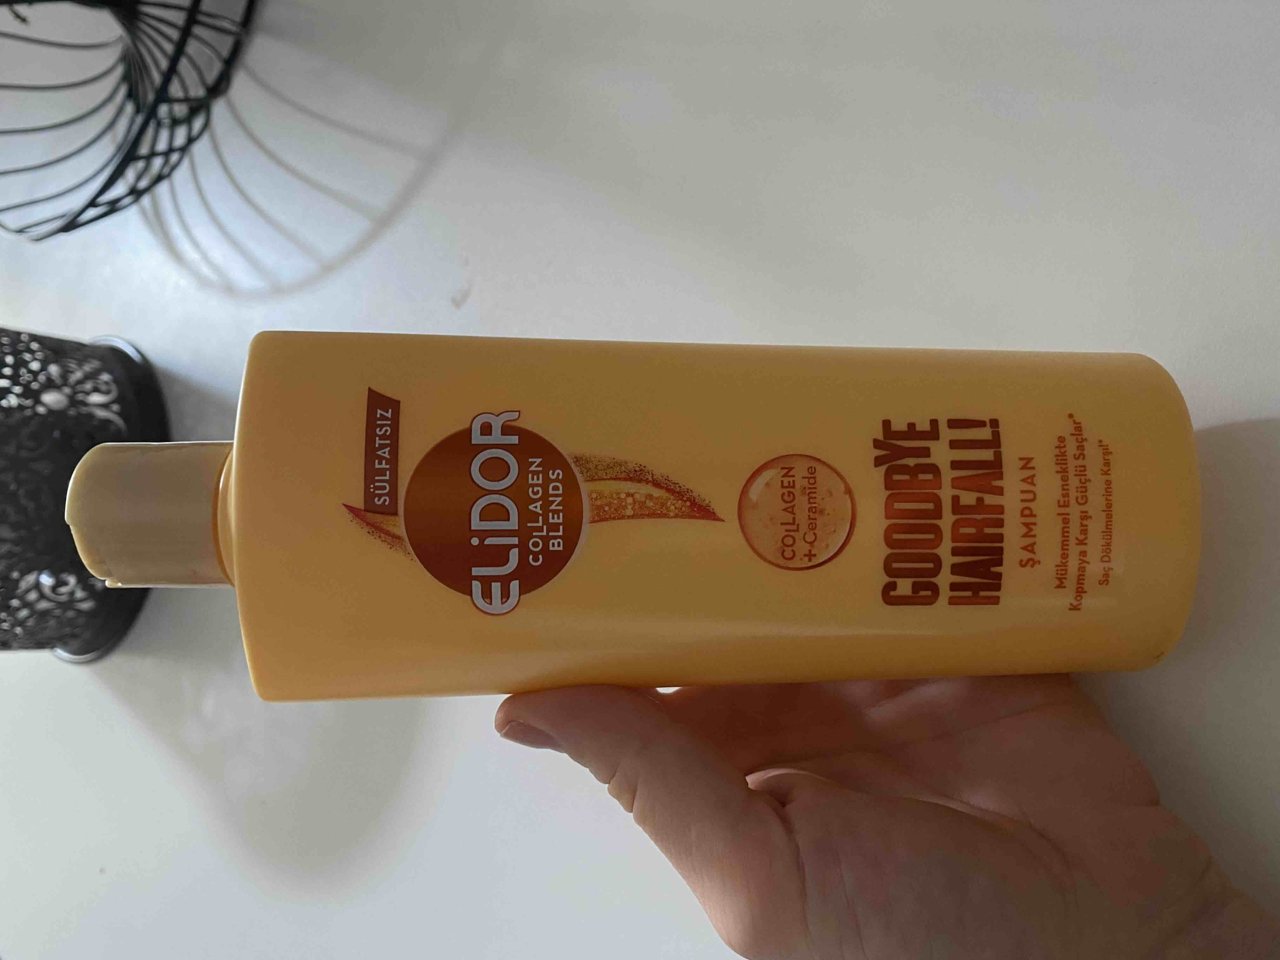 SÜLFATSIZ
ELiDOR
COLLAGEN
BLENDS
COLLAGEN
+Ceramide
GOODBYE
HAIRFALL!
ŞAMPUAN
Mükemmel Esneklikte
Kopmaya Karşı Güçlü Saçlar*
Saç Dökülmelerine Karşı!*